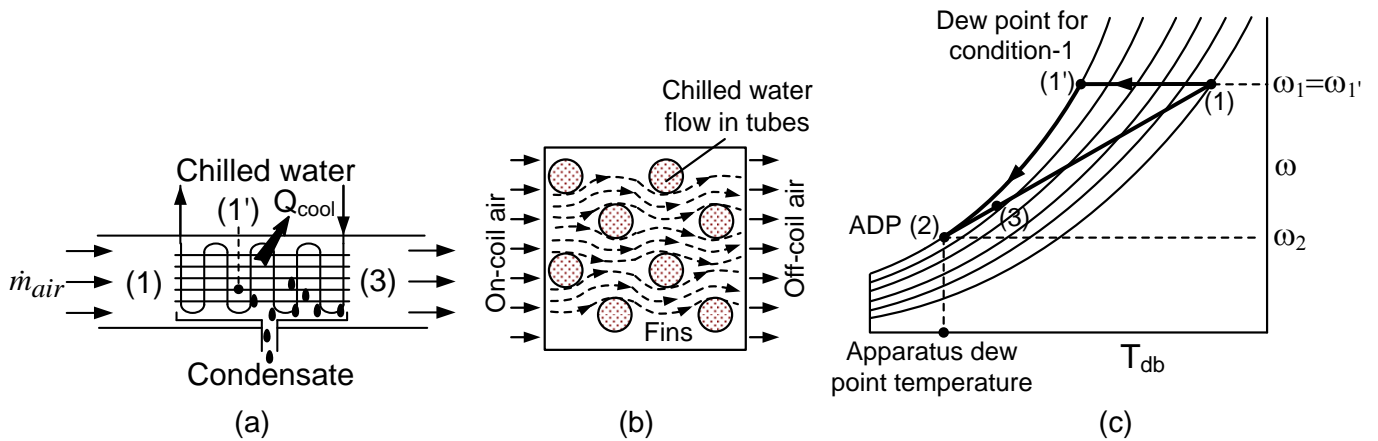 Chilled water
(1')
Q_cool
ṁ_air
(1)
(3)
Condensate
(a)
Chilled water
flow in tubes
On-coil air
Off-coil air
Fins
(b)
Dew point for
condition-1
(1')
(1)
ω₁=ω₁'
ω
ADP (2)
(3)
ω₂
Apparatus dew
point temperature
T_db
(c)